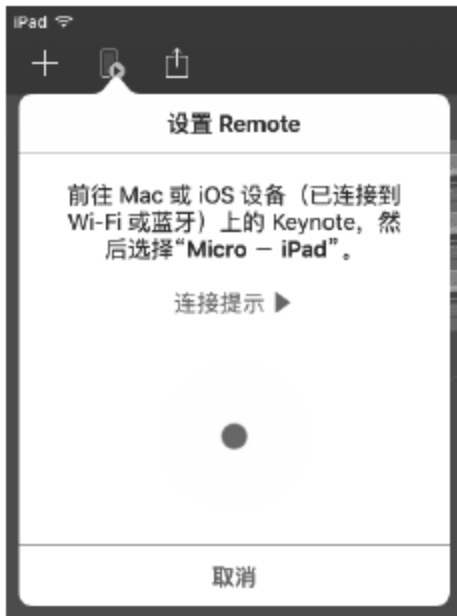 iPad
设置 Remote
前往 Mac 或 iOS 设备（已连接到
Wi-Fi 或蓝牙）上的 Keynote，然
后选择“Micro － iPad”。
连接提示 ▶
取消